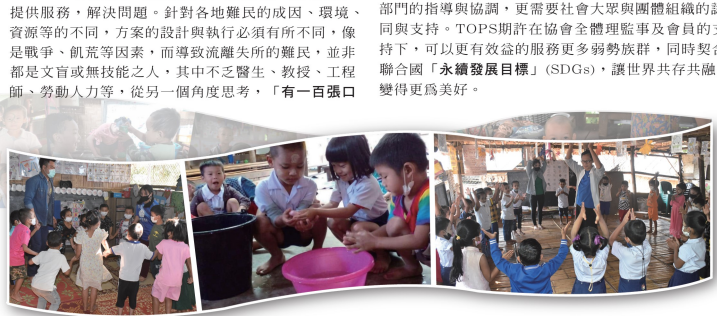 提供服務，解決問題。針對各地難民的成因、環境、
資源等的不同，方案的設計與執行必須有所不同，像
是戰爭、飢荒等因素，而導致流離失所的難民，並非
都是文盲或無技能之人，其中不乏醫生、教授、工程
師、勞動人力等，從另一個角度思考，「有一百張口
部門的指導與協調，更需要社會大眾與團體組織的認
同與支持。TOPS期許在協會全體理監事及會員的支
持下，可以更有效益的服務更多弱勢族群，同時契合
聯合國「永續發展目標」(SDGs)，讓世界共存共融
變得更爲美好。